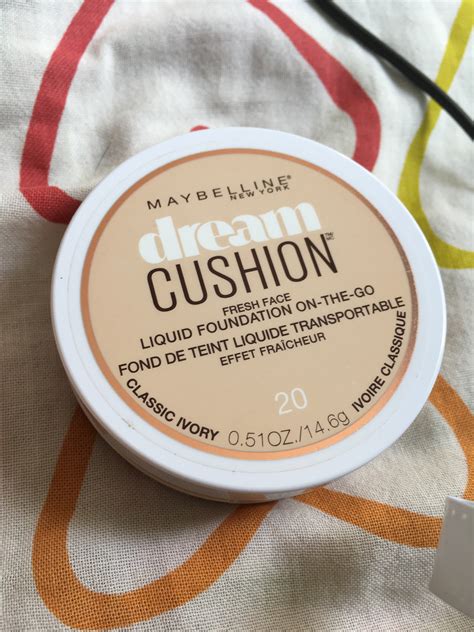 MAYBELLINE
NEW YORK
dream
CUSHION
FRESH FACE
LIQUID FOUNDATION ON-THE-GO
FOND DE TEINT LIQUIDE TRANSPORTABLE
EFFET FRAÎCHEUR
20
CLASSIC IVORY
0.51OZ./14.6g
IVOIRE CLASSIQUE